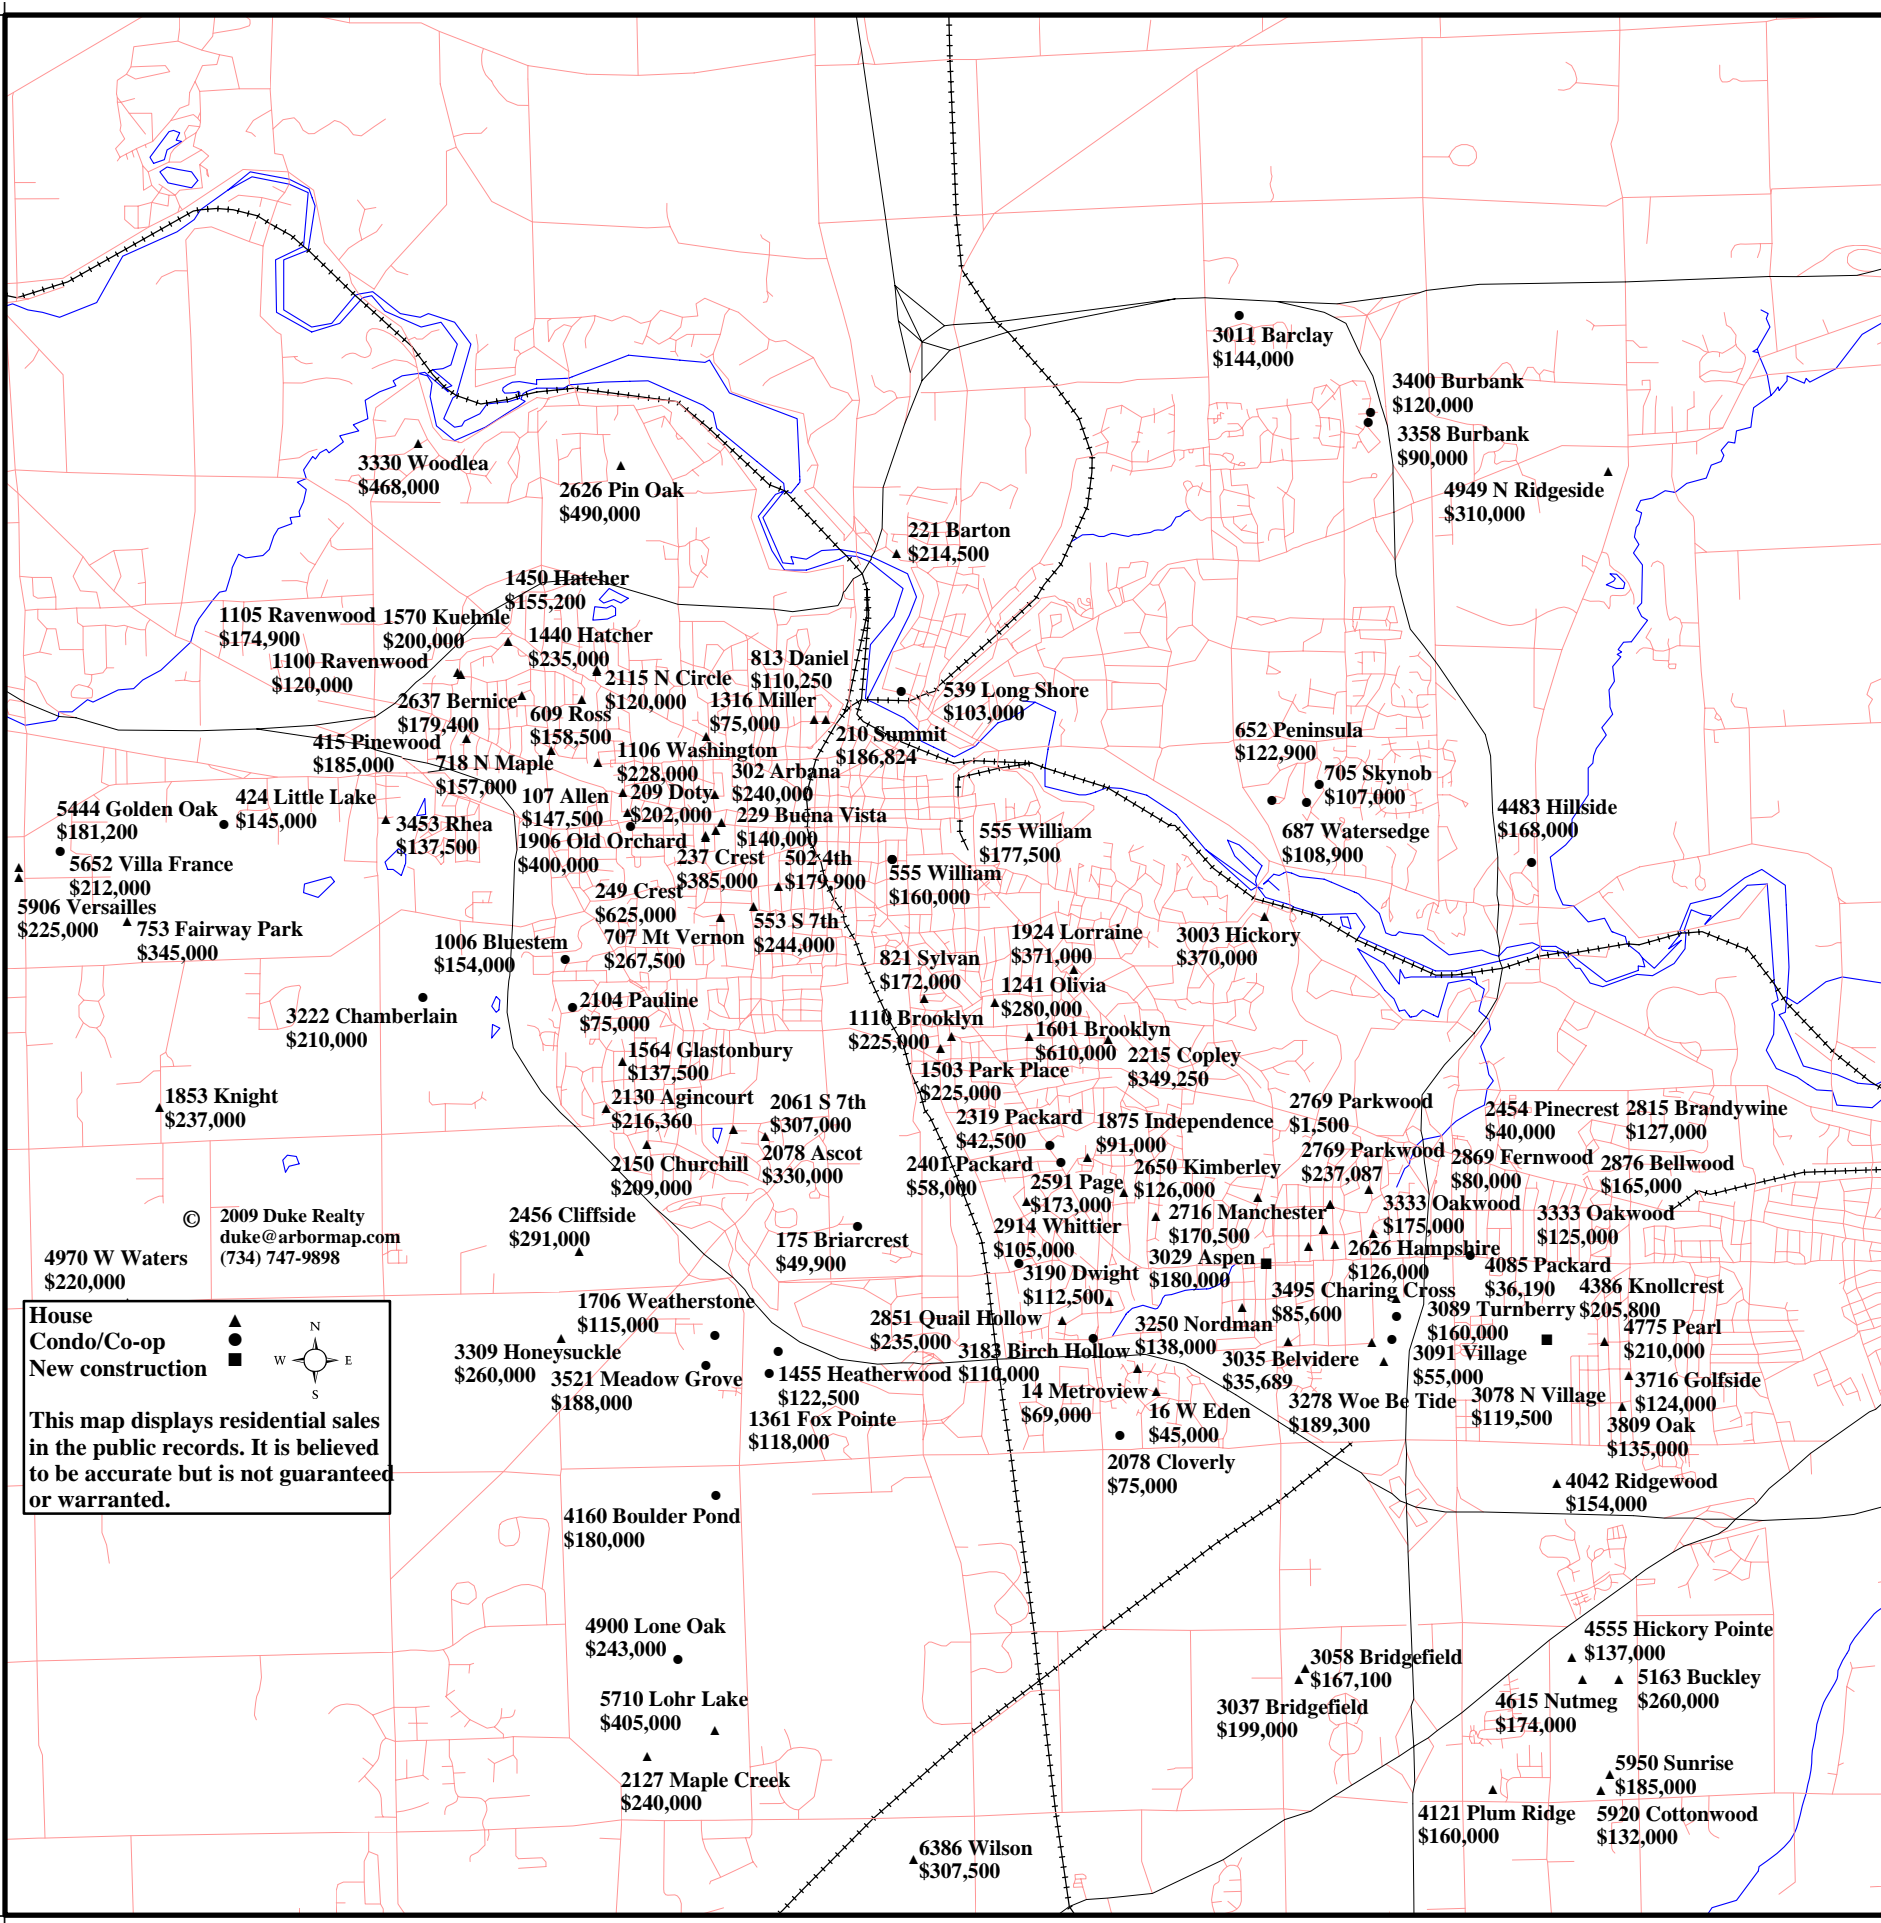 3011 Barclay
$144,000
3400 Burbank
$120,000
3358 Burbank
$90,000
3330 Woodlea
$468,000
2626 Pin Oak
$490,000
4949 N Ridgeside
$310,000
221 Barton
$214,500
1450 Hatcher
$155,200
1105 Ravenwood
$174,900
1570 Kuehnle
$200,000
1440 Hatcher
$235,000
1100 Ravenwood
$120,000
813 Daniel
$110,250
2115 N Circle
$120,000
539 Long Shore
$103,000
2637 Bernice
$179,400
609 Ross
$158,500
1316 Miller
$75,000
210 Summit
$186,824
652 Peninsula
$122,900
415 Pinewood
$185,000
718 N Maple
$157,000
1106 Washington
$228,000
302 Arbana
$240,000
705 Skynob
$107,000
5444 Golden Oak
$181,200
424 Little Lake
$145,000
107 Allen
$147,500
209 Doty
$202,000
4483 Hillside
$168,000
3453 Rhea
$137,500
229 Buena Vista
$140,000
555 William
$177,500
687 Watersedge
$108,900
1906 Old Orchard
$400,000
5652 Villa France
$212,000
237 Crest
$385,000
502 4th
$179,900
555 William
$160,000
249 Crest
$625,000
5906 Versailles
$225,000
753 Fairway Park
$345,000
553 S 7th
$244,000
707 Mt Vernon
$267,500
1006 Bluestem
$154,000
1924 Lorraine
$371,000
3003 Hickory
$370,000
821 Sylvan
$172,000
1241 Olivia
$280,000
2104 Pauline
$75,000
3222 Chamberlain
$210,000
1110 Brooklyn
$225,000
1601 Brooklyn
$610,000
1564 Glastonbury
$137,500
2215 Copley
$349,250
1503 Park Place
$225,000
1853 Knight
$237,000
2130 Agincourt
$216,360
2061 S 7th
$307,000
2319 Packard
$42,500
1875 Independence
$91,000
2769 Parkwood
$1,500
2454 Pinecrest
$40,000
2815 Brandywine
$127,000
2078 Ascot
$330,000
2150 Churchill
$209,000
2401 Packard
$58,000
2650 Kimberley
$126,000
2769 Parkwood
$237,087
2869 Fernwood
$80,000
2876 Bellwood
$165,000
2591 Page
$173,000
3333 Oakwood
$175,000
© 2009 Duke Realty
duke@arbormap.com
(734) 747-9898
2456 Cliffside
$291,000
2914 Whittier
$105,000
2716 Manchester
$170,500
3333 Oakwood
$125,000
175 Briarcrest
$49,900
4970 W Waters
$220,000
3029 Aspen
$180,000
2626 Hampshire
$126,000
4085 Packard
$36,190
3190 Dwight
$112,500
3495 Charing Cross
$85,600
4386 Knollcrest
$205,800
1706 Weatherstone
$115,000
2851 Quail Hollow
$235,000
3250 Nordman
$138,000
3089 Turnberry
$160,000
4775 Pearl
$210,000
House
Condo/Co-op
New construction
N
W
E
S
This map displays residential sales
in the public records. It is believed
to be accurate but is not guaranteed
or warranted.
3309 Honeysuckle
$260,000
3183 Birch Hollow
$110,000
3035 Belvidere
$35,689
3091 Village
$55,000
3521 Meadow Grove
$188,000
1455 Heatherwood
$122,500
14 Metroview
$69,000
3278 Woe Be Tide
$189,300
3078 N Village
$119,500
3716 Golfside
$124,000
1361 Fox Pointe
$118,000
16 W Eden
$45,000
3809 Oak
$135,000
2078 Cloverly
$75,000
4042 Ridgewood
$154,000
4160 Boulder Pond
$180,000
4900 Lone Oak
$243,000
4555 Hickory Pointe
$137,000
3058 Bridgefield
$167,100
5163 Buckley
$260,000
5710 Lohr Lake
$405,000
3037 Bridgefield
$199,000
4615 Nutmeg
$174,000
2127 Maple Creek
$240,000
5950 Sunrise
$185,000
4121 Plum Ridge
$160,000
5920 Cottonwood
$132,000
6386 Wilson
$307,500